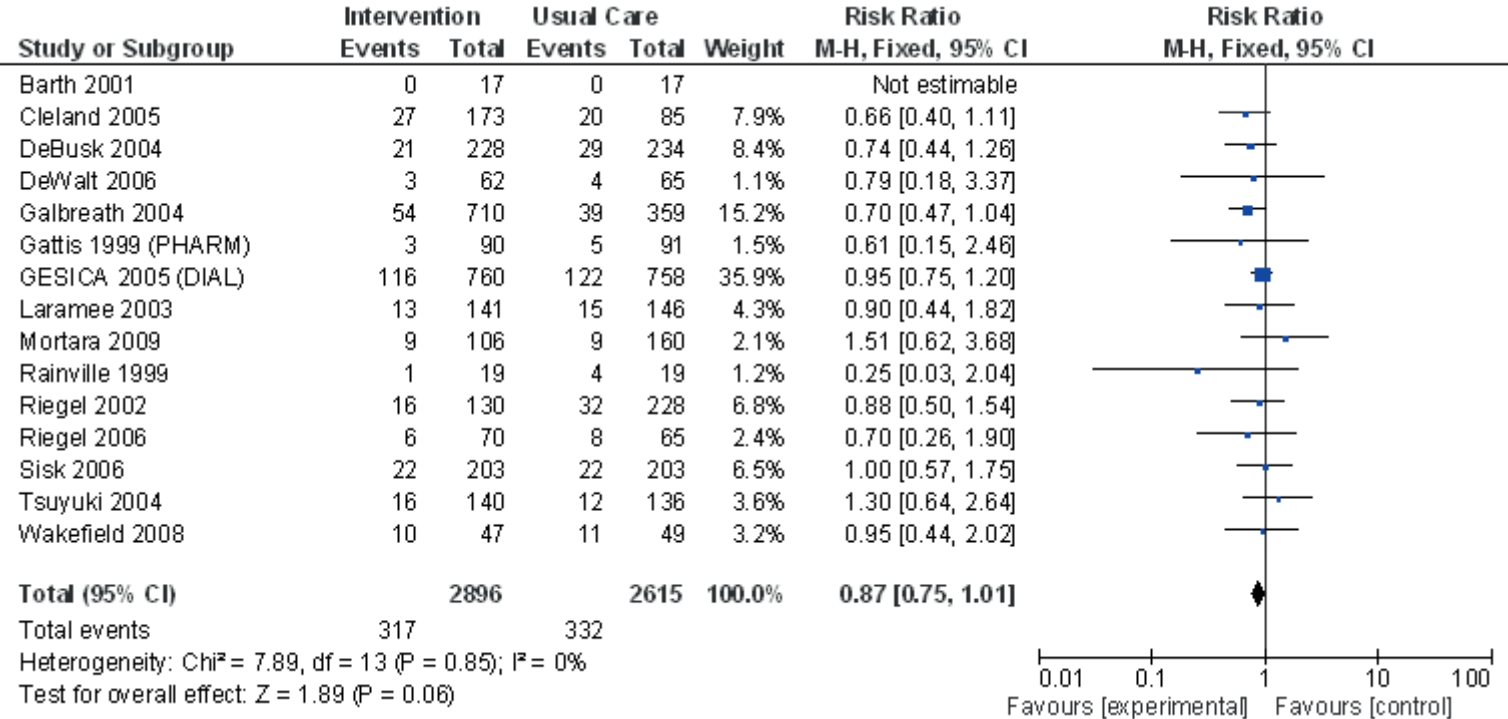 Intervention Usual Care Risk Ratio Risk Ratio
Study or Subgroup Events Total Events Total Weight M-H, Fixed, 95% CI M-H, Fixed, 95% CI
Barth 2001 0 17 0 17 Not estimable
Cleland 2005 27 173 20 85 7.9% 0.66 [0.40, 1.11]
DeBusk 2004 21 228 29 234 8.4% 0.74 [0.44, 1.26]
DeWalt 2006 3 62 4 65 1.1% 0.79 [0.18, 3.37]
Galbreath 2004 54 710 39 359 15.2% 0.70 [0.47, 1.04]
Gattis 1999 (PHARM) 3 90 5 91 1.5% 0.61 [0.15, 2.46]
GESICA 2005 (DIAL) 116 760 122 758 35.9% 0.95 [0.75, 1.20]
Laramee 2003 13 141 15 146 4.3% 0.90 [0.44, 1.82]
Mortara 2009 9 106 9 160 2.1% 1.51 [0.62, 3.68]
Rainville 1999 1 19 4 19 1.2% 0.25 [0.03, 2.04]
Riegel 2002 16 130 32 228 6.8% 0.88 [0.50, 1.54]
Riegel 2006 6 70 8 65 2.4% 0.70 [0.26, 1.90]
Sisk 2006 22 203 22 203 6.5% 1.00 [0.57, 1.75]
Tsuyuki 2004 16 140 12 136 3.6% 1.30 [0.64, 2.64]
Wakefield 2008 10 47 11 49 3.2% 0.95 [0.44, 2.02]
Total (95% CI) 2896 2615 100.0% 0.87 [0.75, 1.01]
Total events 317 332
Heterogeneity: Chi² = 7.89, df = 13 (P = 0.85); I² = 0%
Test for overall effect: Z = 1.89 (P = 0.06)
0.01 0.1 1 10 100
Favours [experimental] Favours [control]